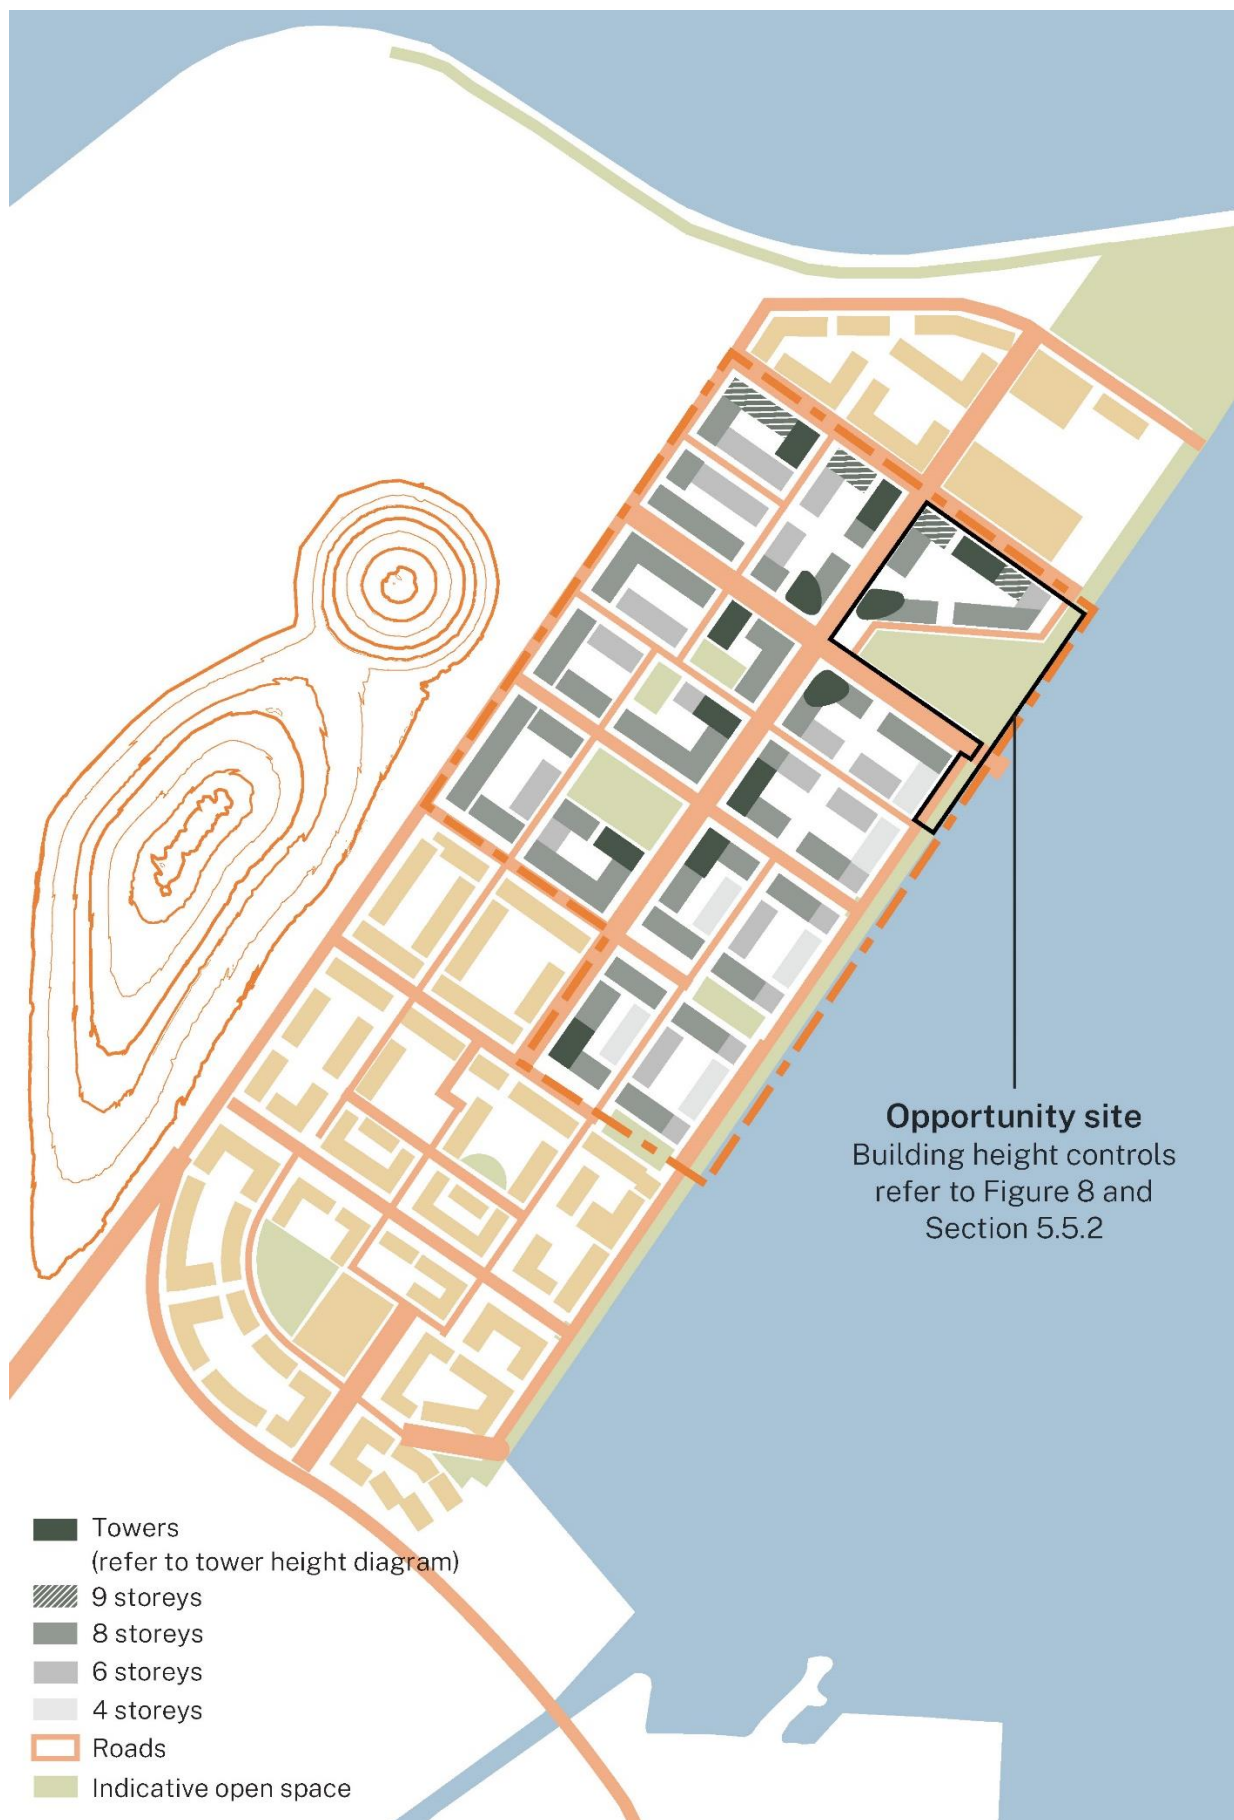 Opportunity site
Building height controls
refer to Figure 8 and
Section 5.5.2
Towers
(refer to tower height diagram)
9 storeys
8 storeys
6 storeys
4 storeys
Roads
Indicative open space